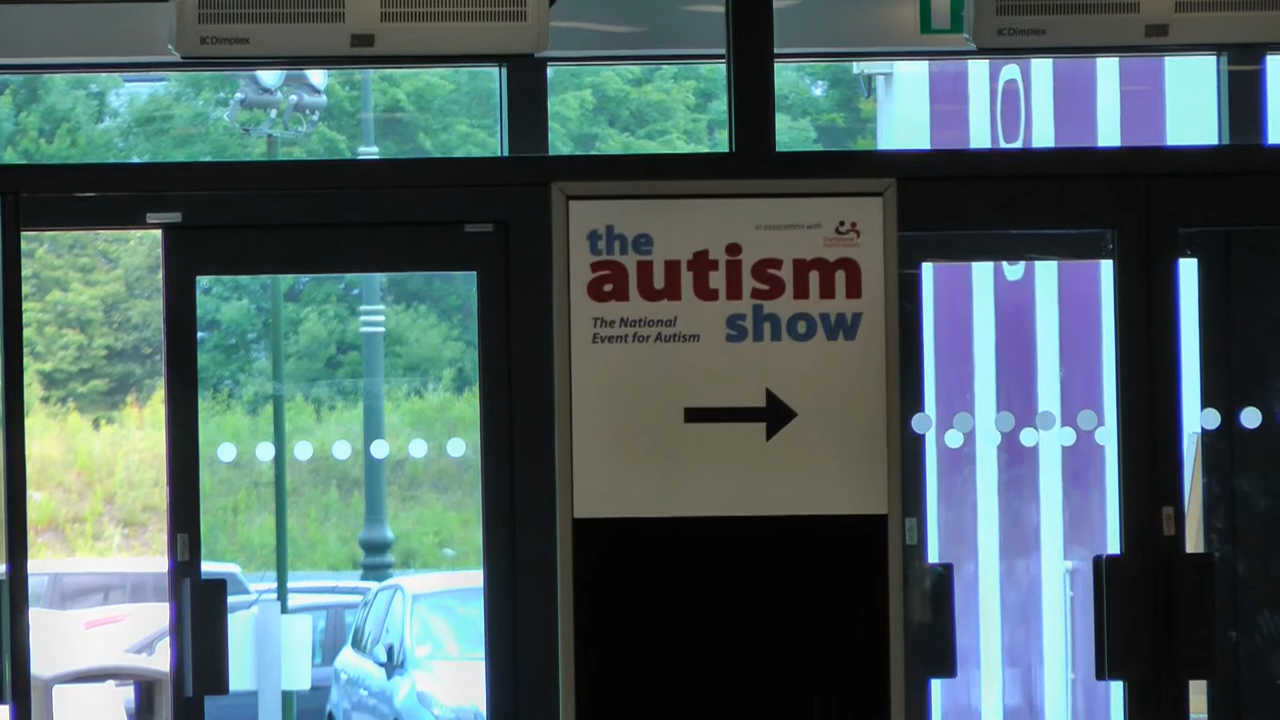 Dimplex
Dimplex
in association with
the
autism
show
The National
Event for Autism